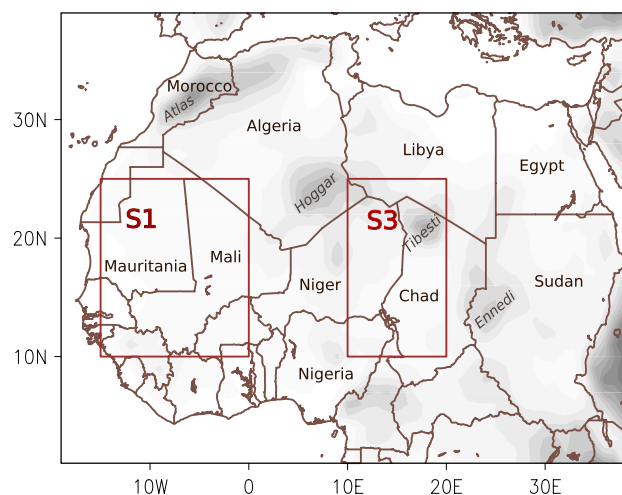 Morocco
Atlas
30N
Algeria
Libya
Egypt
Hoggar
S1
S3
Tibesti
20N
Mauritania
Mali
Niger
Chad
Sudan
Ennedi
10N
Nigeria
10W
0
10E
20E
30E